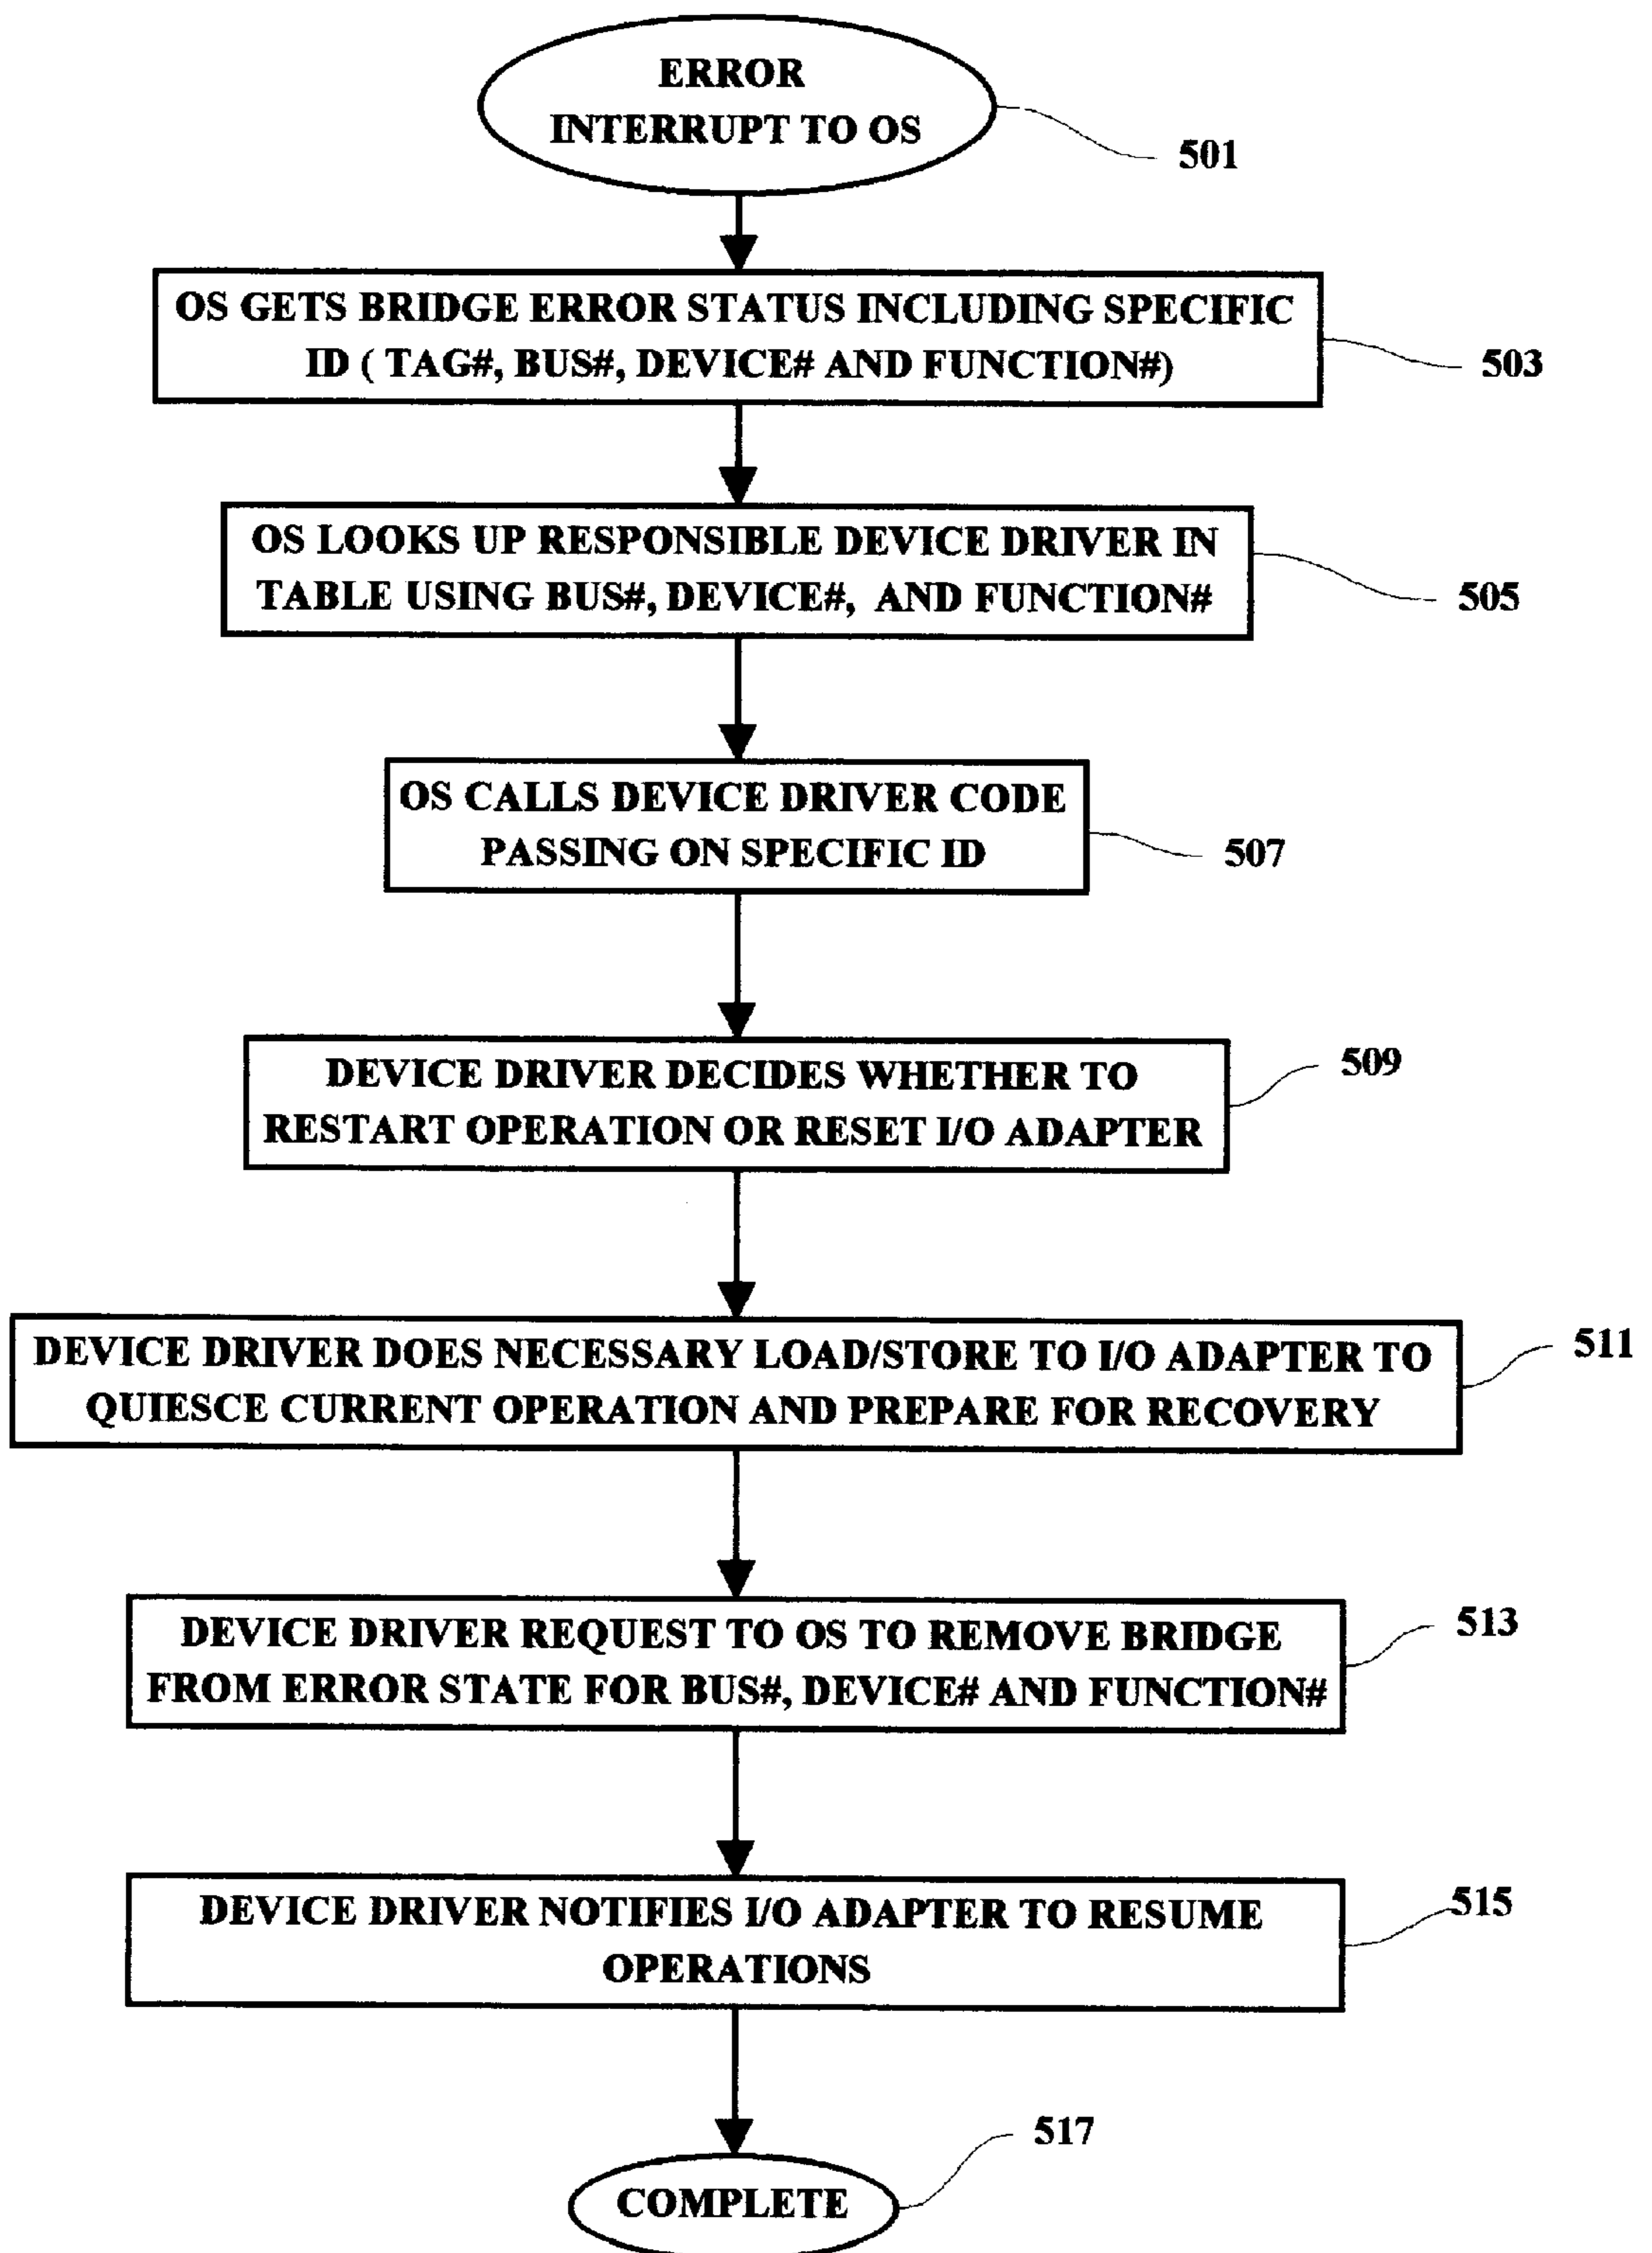 ERROR
INTERRUPT TO OS
501
OS GETS BRIDGE ERROR STATUS INCLUDING SPECIFIC
ID ( TAG#, BUS#, DEVICE# AND FUNCTION#)
503
OS LOOKS UP RESPONSIBLE DEVICE DRIVER IN
TABLE USING BUS#, DEVICE#, AND FUNCTION#
505
OS CALLS DEVICE DRIVER CODE
PASSING ON SPECIFIC ID
507
DEVICE DRIVER DECIDES WHETHER TO
RESTART OPERATION OR RESET I/O ADAPTER
509
DEVICE DRIVER DOES NECESSARY LOAD/STORE TO I/O ADAPTER TO
QUIESCE CURRENT OPERATION AND PREPARE FOR RECOVERY
511
DEVICE DRIVER REQUEST TO OS TO REMOVE BRIDGE
FROM ERROR STATE FOR BUS#, DEVICE# AND FUNCTION#
513
DEVICE DRIVER NOTIFIES I/O ADAPTER TO RESUME
OPERATIONS
515
COMPLETE
517